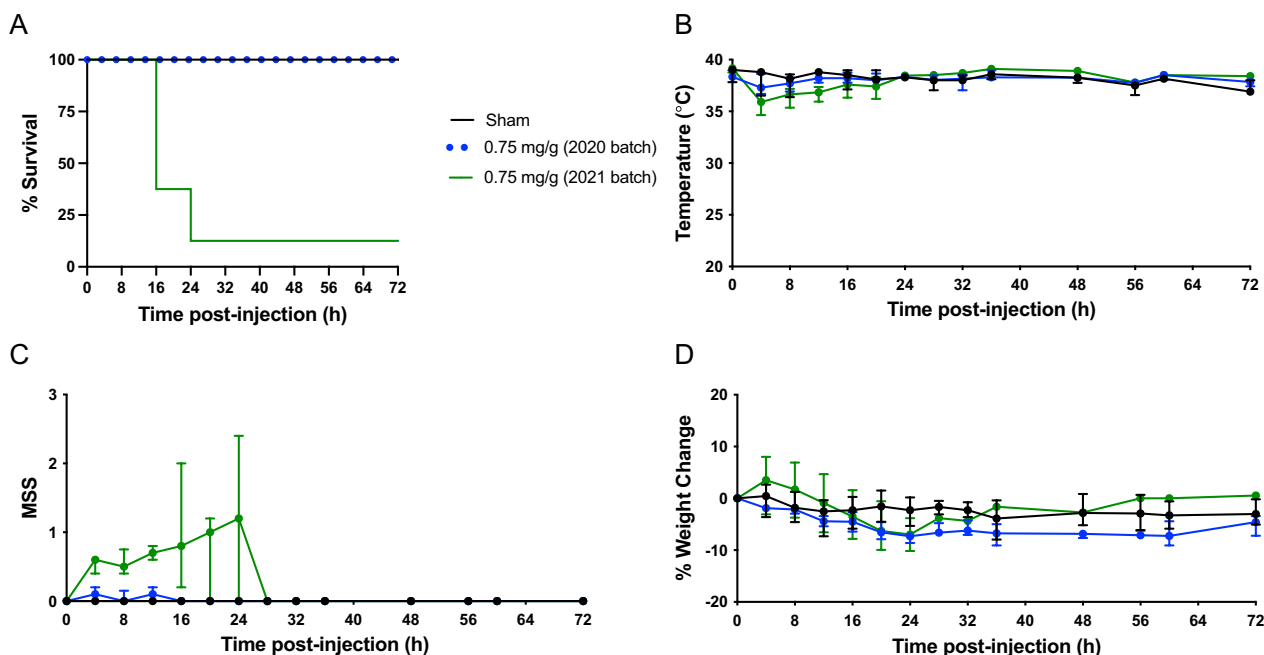 A
% Survival
100
75
50
25
0
0 8 16 24 32 40 48 56 64 72
Time post-injection (h)
Sham
0.75 mg/g (2020 batch)
0.75 mg/g (2021 batch)
B
Temperature (°C)
40
35
30
25
20
0 8 16 24 32 40 48 56 64 72
Time post-injection (h)
C
MSS
3
2
1
0
0 8 16 24 32 40 48 56 64 72
Time post-injection (h)
D
% Weight Change
20
10
0
-10
-20
0 8 16 24 32 40 48 56 64 72
Time post-injection (h)